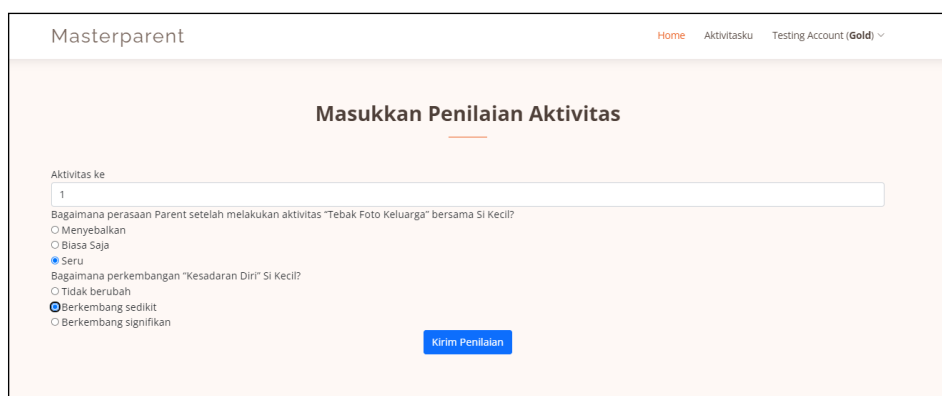 Masterparent
Home Aktivitasku Testing Account (Gold)
Masukkan Penilaian Aktivitas
Aktivitas ke
1
Bagaimana perasaan Parent setelah melakukan aktivitas “Tebak Foto Keluarga” bersama Si Kecil?
Menyebalkan
Biasa Saja
Seru
Bagaimana perkembangan “Kesadaran Diri” Si Kecil?
Tidak berubah
Berkembang sedikit
Berkembang signifikan
Kirim Penilaian